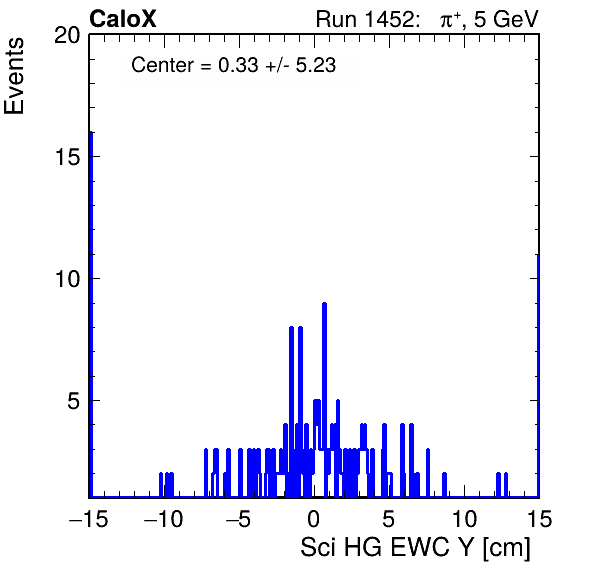 CaloX Run 1452: π⁺, 5 GeV
Events
Center = 0.33 +/- 5.23
20
15
10
5
−15 −10 −5 0 5 10 15
Sci HG EWC Y [cm]